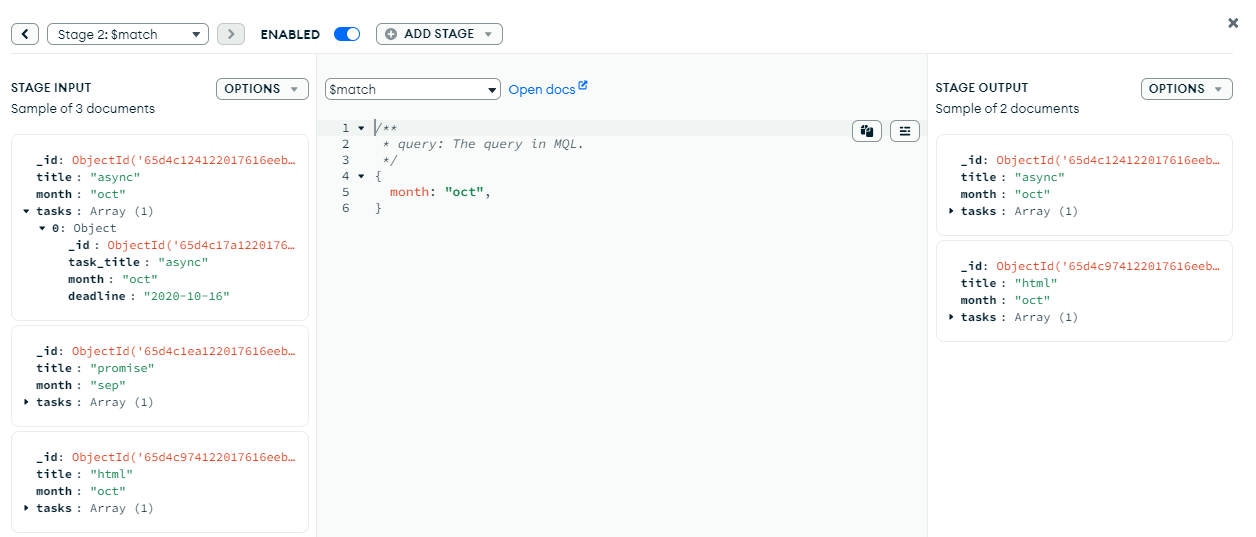 Stage 2: $match
ENABLED
ADD STAGE
STAGE INPUT
OPTIONS
Sample of 3 documents
_id: ObjectId('65d4c124122017616eeb…
title : "async"
month : "oct"
tasks : Array (1)
0: Object
_id : ObjectId('65d4c17a1220176…
task_title : "async"
month : "oct"
deadline : "2020-10-16"
_id: ObjectId('65d4c1ea122017616eeb…
title : "promise"
month : "sep"
tasks : Array (1)
_id: ObjectId('65d4c974122017616eeb…
title : "html"
month : "oct"
tasks : Array (1)
$match
Open docs
1 /**
2 * query: The query in MQL.
3 */
4 {
5 month: "oct",
6 }
STAGE OUTPUT
OPTIONS
Sample of 2 documents
_id: ObjectId('65d4c124122017616eeb…
title : "async"
month : "oct"
tasks : Array (1)
_id: ObjectId('65d4c974122017616eeb…
title : "html"
month : "oct"
tasks : Array (1)